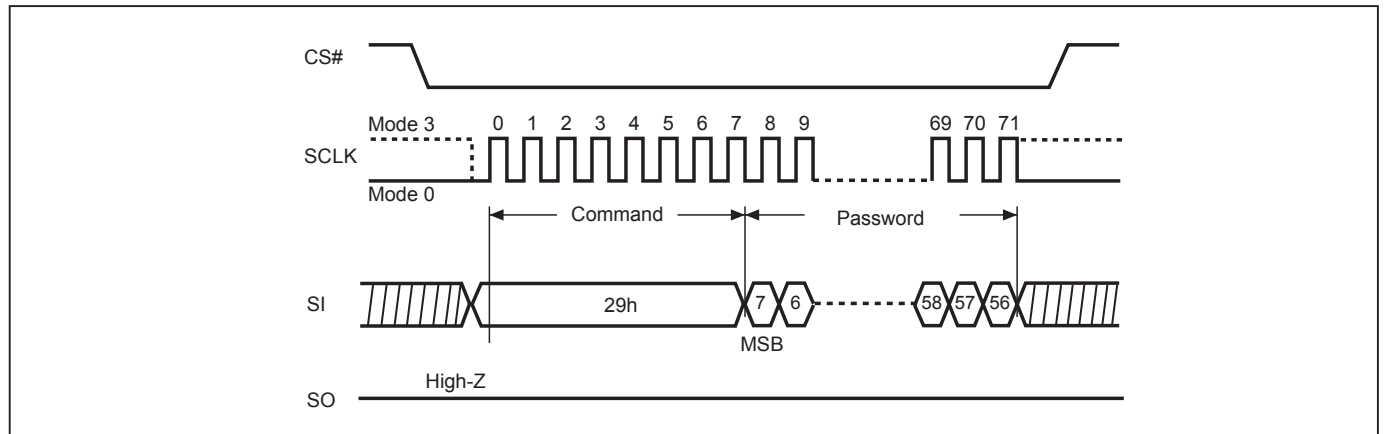 CS#
Mode 3 0 1 2 3 4 5 6 7 8 9 69 70 71
SCLK
Mode 0
Command Password
SI 29h 7 6 58 57 56
MSB
High-Z
SO